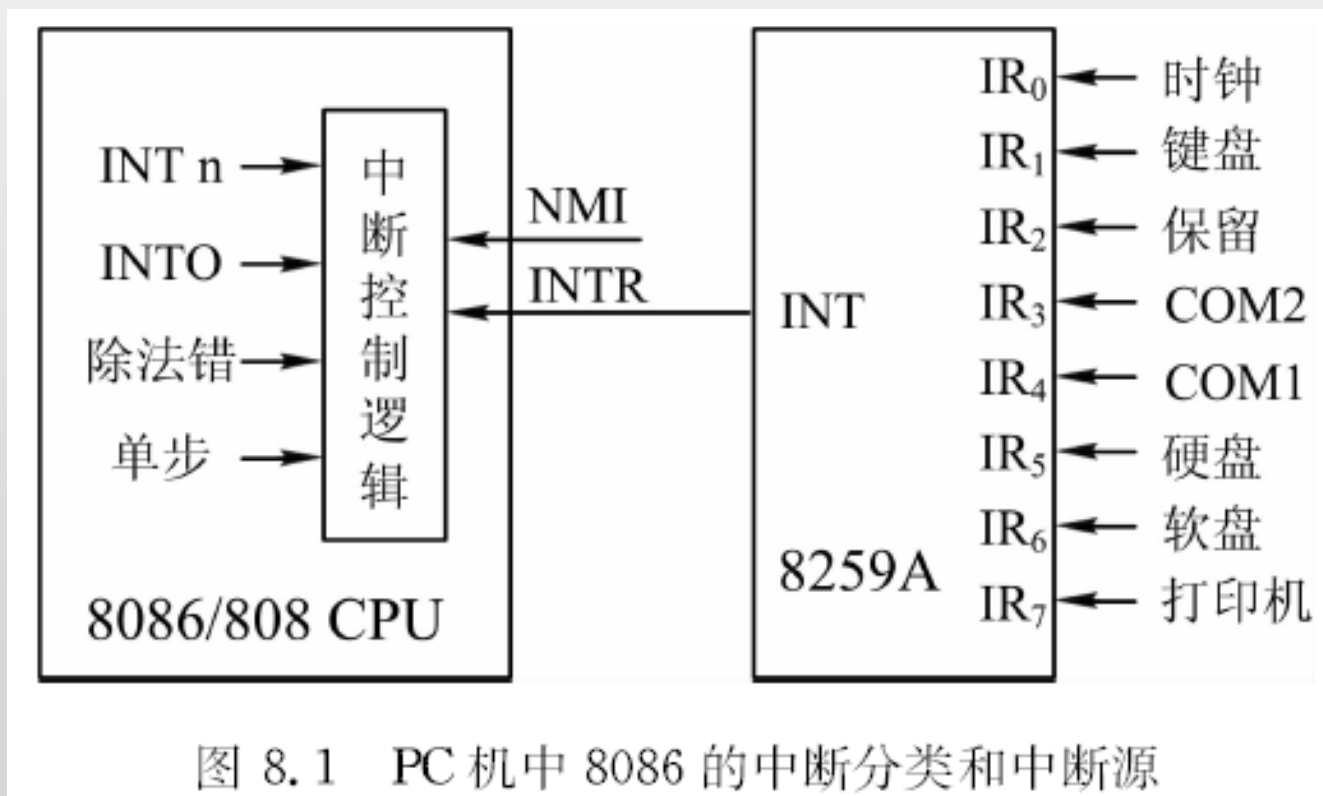 INT n
INTO
除法错
单步
中断控制逻辑
8086/808 CPU
NMI
INTR
INT
8259A
IR₀ 时钟
IR₁ 键盘
IR₂ 保留
IR₃ COM2
IR₄ COM1
IR₅ 硬盘
IR₆ 软盘
IR₇ 打印机
图 8.1 PC 机中 8086 的中断分类和中断源